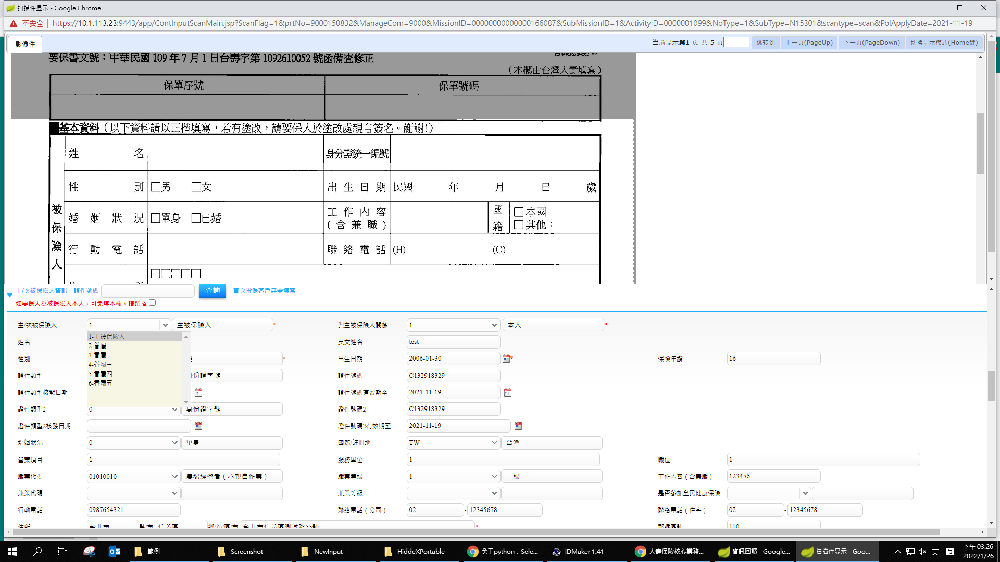 扫描件显示 - Google Chrome
不安全 | https://10.1.113.23:9443/app/ContInputScanMain.jsp?ScanFlag=1&prtNo=9000150832&ManageCom=9000&MissionID=00000000000000166087&SubMissionID=1&ActivityID=0000001099&NoType=1&SubType=N15301&scantype=scan&PolApplyDate=2021-11-19
影像件 当前显示第1 页 共 5 页 跳转到 上一页(PageUp) 下一页(PageDown) 切换显示模式(Home键)
要保書文號：中華民國 109 年 7 月 1 日台壽字第 1092610052 號函備查修正
（本欄由台灣人壽填寫）
保單序號 保單號碼
■基本資料（以下資料請以正楷填寫，若有塗改，請要保人於塗改處親自簽名。謝謝!）
被保險人
姓名 身分證統一編號
性別 □男 □女 出生日期 民國 年 月 日 歲
婚姻狀況 □單身 □已婚 工作內容(含兼職) 國籍 □本國 □其他：
行動電話 聯絡電話 (H) (O)
□□□□□
主/次被保險人資訊 證件號碼 查詢 首次投保客戶無需填寫
如要保人為被保險人本人，可免填本欄，請選擇
主/次被保險人 1 主被保險人* 與主被保險人關係 1 本人*
1-主被保險人
2-眷屬一
3-眷屬二
4-眷屬三
5-眷屬四
6-眷屬五
姓名 英文姓名 test
性別 男* 出生日期 2006-01-30 * 保險年齡 16
證件類型 身份證字號 證件號碼 C132918329
證件類型核發日期 證件號碼有效期至 2021-11-19
證件類型2 0 身份證字號 證件號碼2 C132918329
證件類型2核發日期 證件號碼2有效期至 2021-11-19
婚姻狀況 0 單身 國籍/註冊地 TW 台灣
營業項目 1 服務單位 1 職位 1
職業代碼 01010010 農場經營者（不親自作業） 職業等級 1 一級 工作內容（含兼職） 123456
兼業代碼 兼業等級 是否參加全民健康保險
行動電話 0987654321 聯絡電話（公司） 02 - 12345678 聯絡電話（住宅） 02 - 12345678
住所 台北市 縣/市 信義區 鄉/鎮/區/市 台北市信義區測試路55號 * 郵遞區號 110
範例 Screenshot NewInput HiddeXPortable 关于python：Sele... IDMaker 1.41 人壽保險核心業務... 資訊回饋 - Google... 扫描件显示 - Goo... 英 下午 03:26
2022/1/26